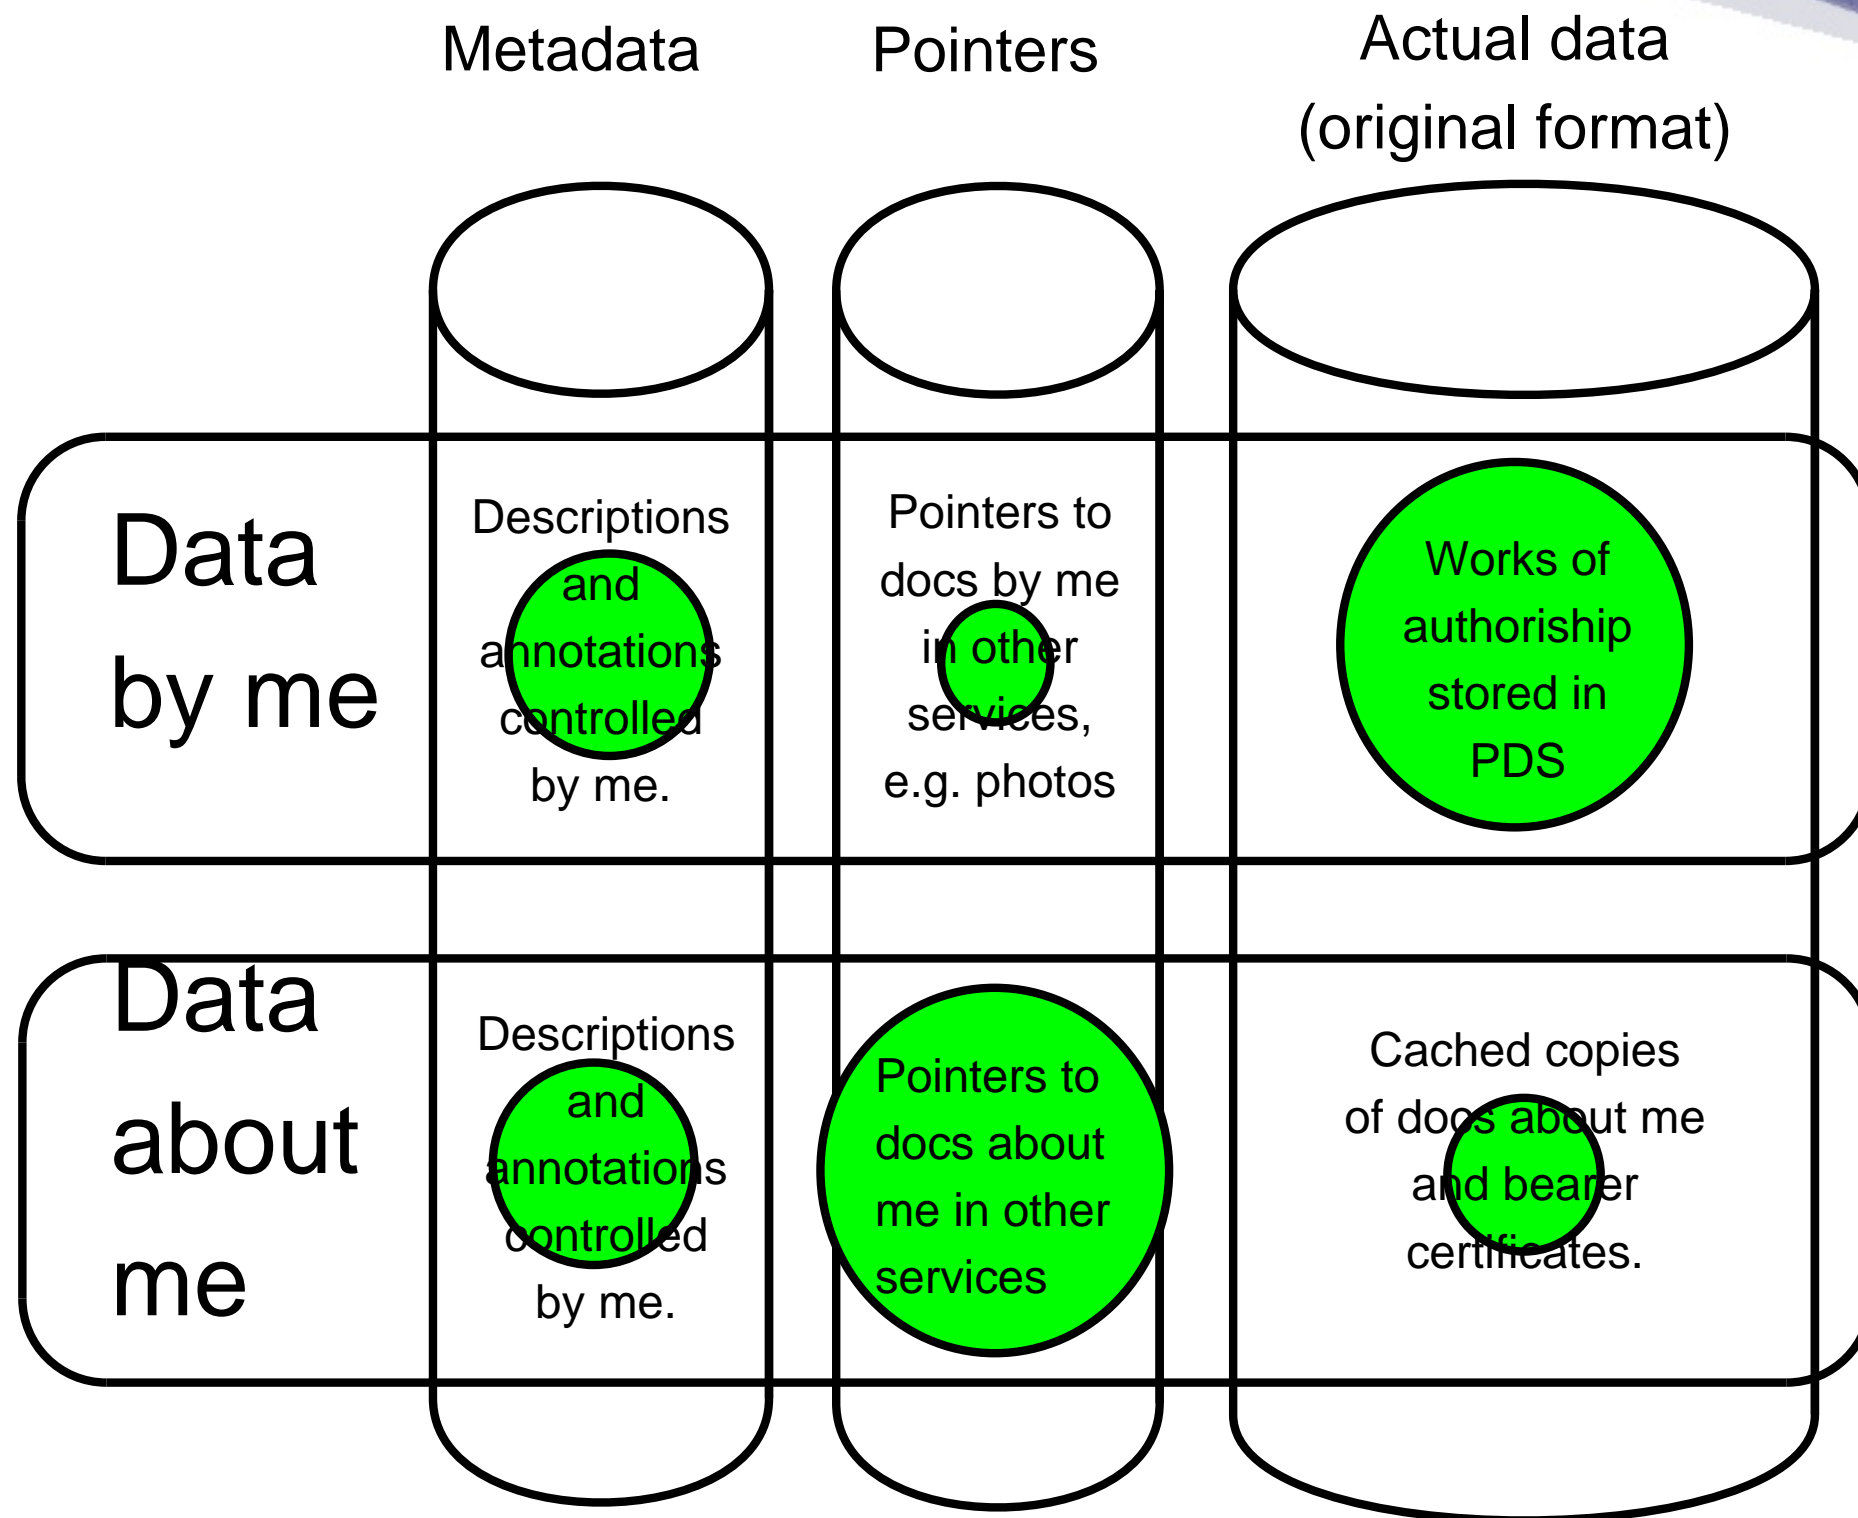 Metadata
Pointers
Actual data
(original format)
Data
by me
Descriptions
and
annotations
controlled
by me.
Pointers to
docs by me
in other
services,
e.g. photos
Works of
authoriship
stored in
PDS
Data
about
me
Descriptions
and
annotations
controlled
by me.
Pointers to
docs about
me in other
services
Cached copies
of docs about me
and bearer
certificates.